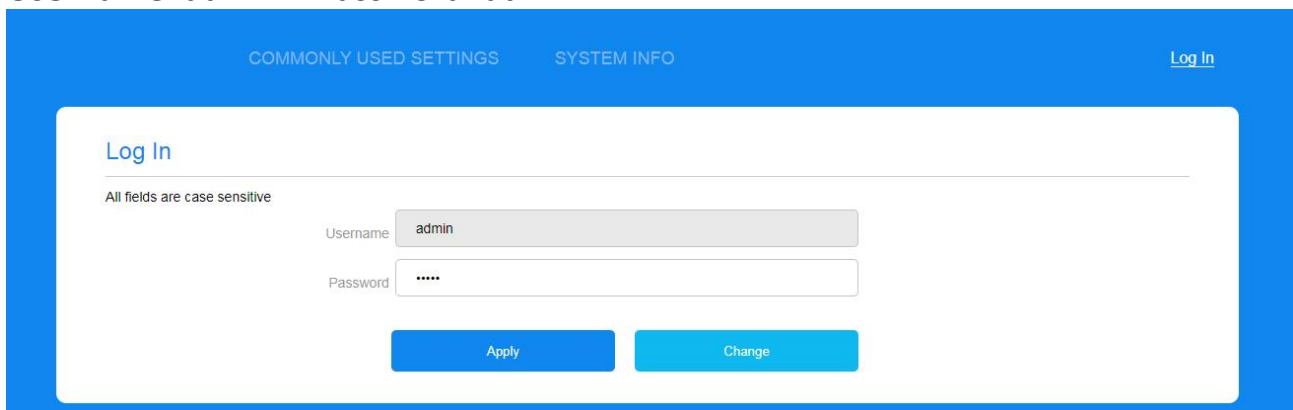 COMMONLY USED SETTINGS SYSTEM INFO Log In
Log In
All fields are case sensitive
Username admin
Password •••••
Apply Change